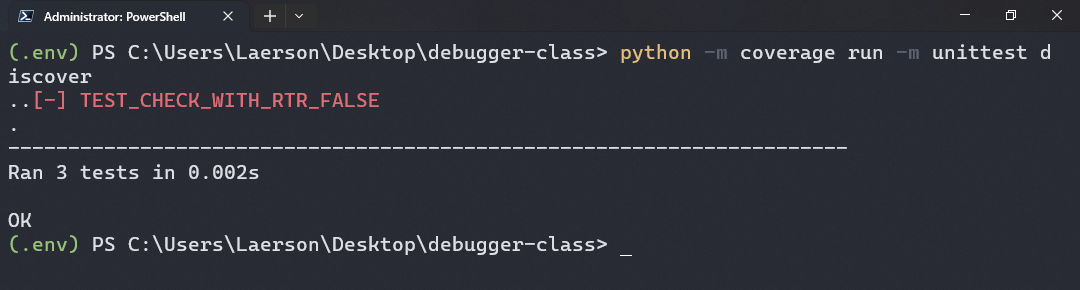 Administrator: PowerShell
(.env) PS C:\Users\Laerson\Desktop\debugger-class> python -m coverage run -m unittest d
iscover
..[-] TEST_CHECK_WITH_RTR_FALSE
.
----------------------------------------------------------------------
Ran 3 tests in 0.002s
OK
(.env) PS C:\Users\Laerson\Desktop\debugger-class> _